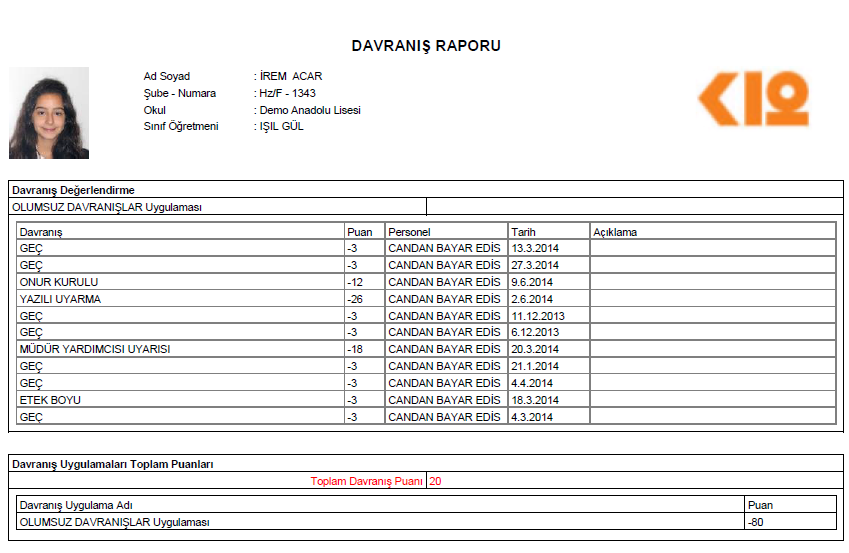 DAVRANIŞ RAPORU
Ad Soyad : İREM ACAR
Şube - Numara : Hz/F - 1343
Okul : Demo Anadolu Lisesi
Sınıf Öğretmeni : IŞIL GÜL
K12
Davranış Değerlendirme
OLUMSUZ DAVRANIŞLAR Uygulaması
Davranış Puan Personel Tarih Açıklama
GEÇ -3 CANDAN BAYAR EDİS 13.3.2014
GEÇ -3 CANDAN BAYAR EDİS 27.3.2014
ONUR KURULU -12 CANDAN BAYAR EDİS 9.6.2014
YAZILI UYARMA -26 CANDAN BAYAR EDİS 2.6.2014
GEÇ -3 CANDAN BAYAR EDİS 11.12.2013
GEÇ -3 CANDAN BAYAR EDİS 6.12.2013
MÜDÜR YARDIMCISI UYARISI -18 CANDAN BAYAR EDİS 20.3.2014
GEÇ -3 CANDAN BAYAR EDİS 21.1.2014
GEÇ -3 CANDAN BAYAR EDİS 4.4.2014
ETEK BOYU -3 CANDAN BAYAR EDİS 18.3.2014
GEÇ -3 CANDAN BAYAR EDİS 4.3.2014
Davranış Uygulamaları Toplam Puanları
Toplam Davranış Puanı 20
Davranış Uygulama Adı Puan
OLUMSUZ DAVRANIŞLAR Uygulaması -80